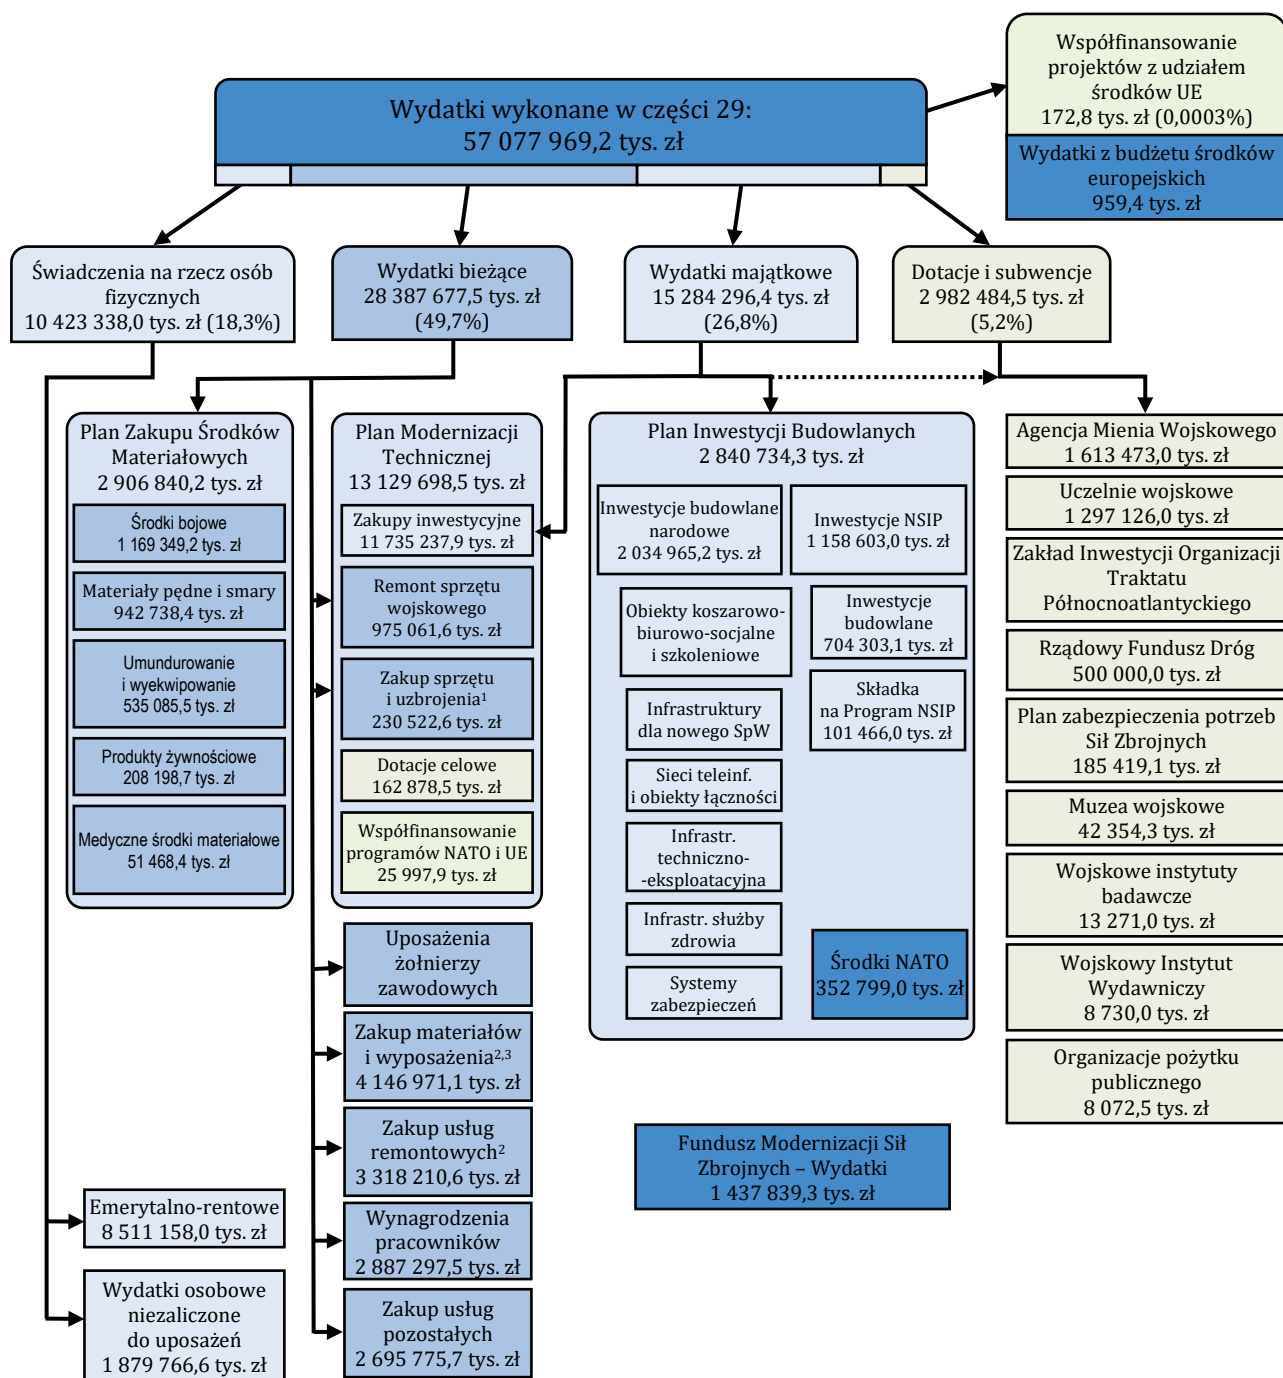 Współfinansowanie
projektów z udziałem
środków UE
172,8 tys. zł (0,0003%)
Wydatki z budżetu środków
europejskich
959,4 tys. zł
Wydatki wykonane w części 29:
57 077 969,2 tys. zł
Świadczenia na rzecz osób
fizycznych
10 423 338,0 tys. zł (18,3%)
Wydatki bieżące
28 387 677,5 tys. zł
(49,7%)
Wydatki majątkowe
15 284 296,4 tys. zł
(26,8%)
Dotacje i subwencje
2 982 484,5 tys. zł
(5,2%)
Plan Zakupu Środków
Materiałowych
2 906 840,2 tys. zł
Środki bojowe
1 169 349,2 tys. zł
Materiały pędne i smary
942 738,4 tys. zł
Umundurowanie
i wyekwipowanie
535 085,5 tys. zł
Produkty żywnościowe
208 198,7 tys. zł
Medyczne środki materiałowe
51 468,4 tys. zł
Plan Modernizacji
Technicznej
13 129 698,5 tys. zł
Zakupy inwestycyjne
11 735 237,9 tys. zł
Remont sprzętu
wojskowego
975 061,6 tys. zł
Zakup sprzętu
i uzbrojenia¹
230 522,6 tys. zł
Dotacje celowe
162 878,5 tys. zł
Współfinansowanie
programów NATO i UE
25 997,9 tys. zł
Plan Inwestycji Budowlanych
2 840 734,3 tys. zł
Inwestycje budowlane
narodowe
2 034 965,2 tys. zł
Obiekty koszarowo-
biurowo-socjalne
i szkoleniowe
Infrastruktury
dla nowego SpW
Sieci teleinf.
i obiekty łączności
Infrastr.
techniczno-
-eksploatacyjna
Infrastr. służby
zdrowia
Systemy
zabezpieczeń
Inwestycje NSIP
1 158 603,0 tys. zł
Inwestycje
budowlane
704 303,1 tys. zł
Składka
na Program NSIP
101 466,0 tys. zł
Środki NATO
352 799,0 tys. zł
Agencja Mienia Wojskowego
1 613 473,0 tys. zł
Uczelnie wojskowe
1 297 126,0 tys. zł
Zakład Inwestycji Organizacji
Traktatu
Północnoatlantyckiego
Rządowy Fundusz Dróg
500 000,0 tys. zł
Plan zabezpieczenia potrzeb
Sił Zbrojnych
185 419,1 tys. zł
Muzea wojskowe
42 354,3 tys. zł
Wojskowe instytuty
badawcze
13 271,0 tys. zł
Wojskowy Instytut
Wydawniczy
8 730,0 tys. zł
Organizacje pożytku
publicznego
8 072,5 tys. zł
Uposażenia
żołnierzy
zawodowych
Zakup materiałów
i wyposażenia²,³
4 146 971,1 tys. zł
Zakup usług
remontowych²
3 318 210,6 tys. zł
Wynagrodzenia
pracowników
2 887 297,5 tys. zł
Zakup usług
pozostałych
2 695 775,7 tys. zł
Fundusz Modernizacji Sił
Zbrojnych – Wydatki
1 437 839,3 tys. zł
Emerytalno-rentowe
8 511 158,0 tys. zł
Wydatki osobowe
niezaliczone
do uposażeń
1 879 766,6 tys. zł